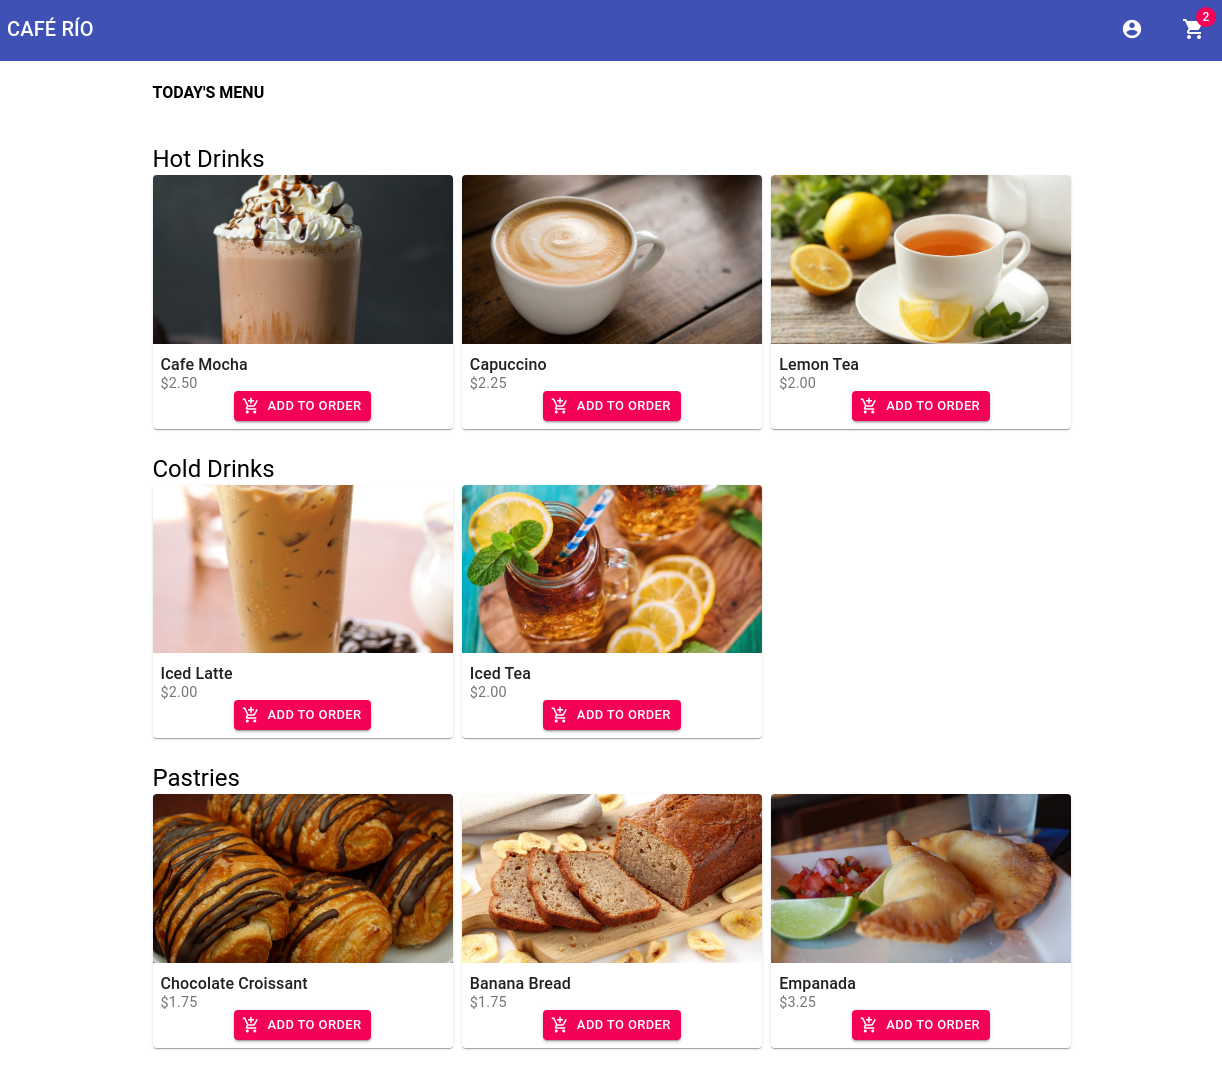 CAFÉ RÍO
2
TODAY'S MENU
Hot Drinks
Cafe Mocha
$2.50
ADD TO ORDER
Capuccino
$2.25
ADD TO ORDER
Lemon Tea
$2.00
ADD TO ORDER
Cold Drinks
Iced Latte
$2.00
ADD TO ORDER
Iced Tea
$2.00
ADD TO ORDER
Pastries
Chocolate Croissant
$1.75
ADD TO ORDER
Banana Bread
$1.75
ADD TO ORDER
Empanada
$3.25
ADD TO ORDER